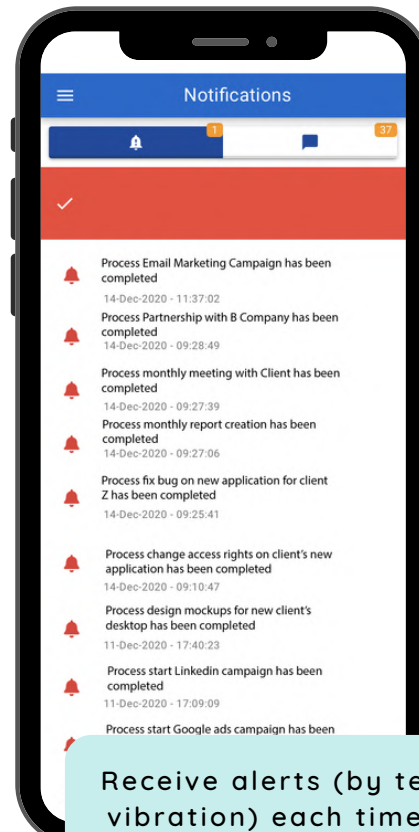 Notifications
1
37
Process Email Marketing Campaign has been
completed
14-Dec-2020 - 11:37:02
Process Partnership with B Company has been
completed
14-Dec-2020 - 09:28:49
Process monthly meeting with Client has been
completed
14-Dec-2020 - 09:27:39
Process monthly report creation has been
completed
14-Dec-2020 - 09:27:06
Process fix bug on new application for client
Z has been completed
14-Dec-2020 - 09:25:41
Process change access rights on client's new
application has been completed
14-Dec-2020 - 09:10:47
Process design mockups for new client's
desktop has been completed
11-Dec-2020 - 17:40:23
Process start Linkedin campaign has been
completed
11-Dec-2020 - 17:09:09
Process start Google ads campaign has been
Receive alerts (by te
vibration) each time